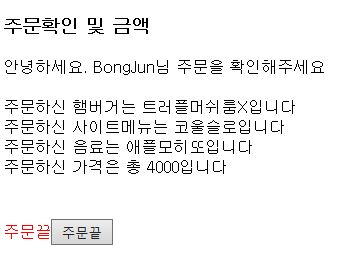 주문확인 및 금액
안녕하세요. BongJun님 주문을 확인해주세요
주문하신 햄버거는 트러플머쉬룸X입니다
주문하신 사이트메뉴는 코울슬로입니다
주문하신 음료는 애플모히또입니다
주문하신 가격은 총 4000입니다
주문끝 주문끝